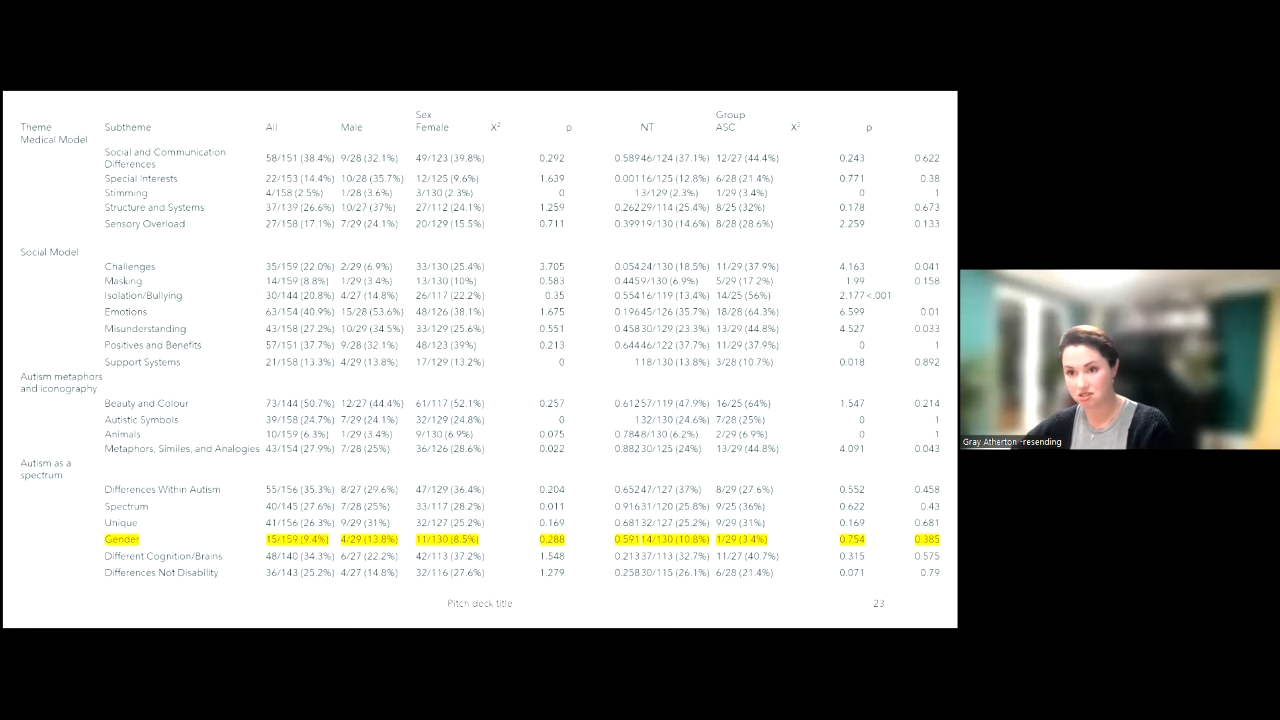 Sex Group
Theme Subtheme All Male Female X² p NT ASC X² p
Medical Model
Social and Communication Differences 58/151 (38.4%) 9/28 (32.1%) 49/123 (39.8%) 0.292 0.58946/124 (37.1%) 12/27 (44.4%) 0.243 0.622
Special Interests 22/153 (14.4%) 10/28 (35.7%) 12/125 (9.6%) 1.639 0.00116/125 (12.8%) 6/28 (21.4%) 0.771 0.38
Stimming 4/158 (2.5%) 1/28 (3.6%) 3/130 (2.3%) 0 13/129 (2.3%) 1/29 (3.4%) 0 1
Structure and Systems 37/139 (26.6%) 10/27 (37%) 27/112 (24.1%) 1.259 0.26229/114 (25.4%) 8/25 (32%) 0.178 0.673
Sensory Overload 27/158 (17.1%) 7/29 (24.1%) 20/129 (15.5%) 0.711 0.39919/130 (14.6%) 8/28 (28.6%) 2.259 0.133
Social Model
Challenges 35/159 (22.0%) 2/29 (6.9%) 33/130 (25.4%) 3.705 0.05424/130 (18.5%) 11/29 (37.9%) 4.163 0.041
Masking 14/159 (8.8%) 1/29 (3.4%) 13/130 (10%) 0.583 0.4459/130 (6.9%) 5/29 (17.2%) 1.99 0.158
Isolation/Bullying 30/144 (20.8%) 4/27 (14.8%) 26/117 (22.2%) 0.35 0.55416/119 (13.4%) 14/25 (56%) 2.177<.001
Emotions 63/154 (40.9%) 15/28 (53.6%) 48/126 (38.1%) 1.675 0.19645/126 (35.7%) 18/28 (64.3%) 6.599 0.01
Misunderstanding 43/158 (27.2%) 10/29 (34.5%) 33/129 (25.6%) 0.551 0.45830/129 (23.3%) 13/29 (44.8%) 4.527 0.033
Positives and Benefits 57/151 (37.7%) 9/28 (32.1%) 48/123 (39%) 0.213 0.64446/122 (37.7%) 11/29 (37.9%) 0 1
Support Systems 21/158 (13.3%) 4/29 (13.8%) 17/129 (13.2%) 0 118/130 (13.8%) 3/28 (10.7%) 0.018 0.892
Autism metaphors
and iconography
Beauty and Colour 73/144 (50.7%) 12/27 (44.4%) 61/117 (52.1%) 0.257 0.61257/119 (47.9%) 16/25 (64%) 1.547 0.214
Autistic Symbols 39/158 (24.7%) 7/29 (24.1%) 32/129 (24.8%) 0 132/130 (24.6%) 7/28 (25%) 0 1
Animals 10/159 (6.3%) 1/29 (3.4%) 9/130 (6.9%) 0.075 0.7848/130 (6.2%) 2/29 (6.9%) 0 1
Metaphors, Similes, and Analogies 43/154 (27.9%) 7/28 (25%) 36/126 (28.6%) 0.022 0.88230/125 (24%) 13/29 (44.8%) 4.091 0.043
Autism as a
spectrum
Differences Within Autism 55/156 (35.3%) 8/27 (29.6%) 47/129 (36.4%) 0.204 0.65247/127 (37%) 8/29 (27.6%) 0.552 0.458
Spectrum 40/145 (27.6%) 7/28 (25%) 33/117 (28.2%) 0.011 0.91631/120 (25.8%) 9/25 (36%) 0.622 0.43
Unique 41/156 (26.3%) 9/29 (31%) 32/127 (25.2%) 0.169 0.68132/127 (25.2%) 9/29 (31%) 0.169 0.681
Gender 15/159 (9.4%) 4/29 (13.8%) 11/130 (8.5%) 0.288 0.59114/130 (10.8%) 1/29 (3.4%) 0.754 0.385
Different Cognition/Brains 48/140 (34.3%) 6/27 (22.2%) 42/113 (37.2%) 1.548 0.21337/113 (32.7%) 11/27 (40.7%) 0.315 0.575
Differences Not Disability 36/143 (25.2%) 4/27 (14.8%) 32/116 (27.6%) 1.279 0.25830/115 (26.1%) 6/28 (21.4%) 0.071 0.79
Pitch deck title 23
Gray Atherton -resending